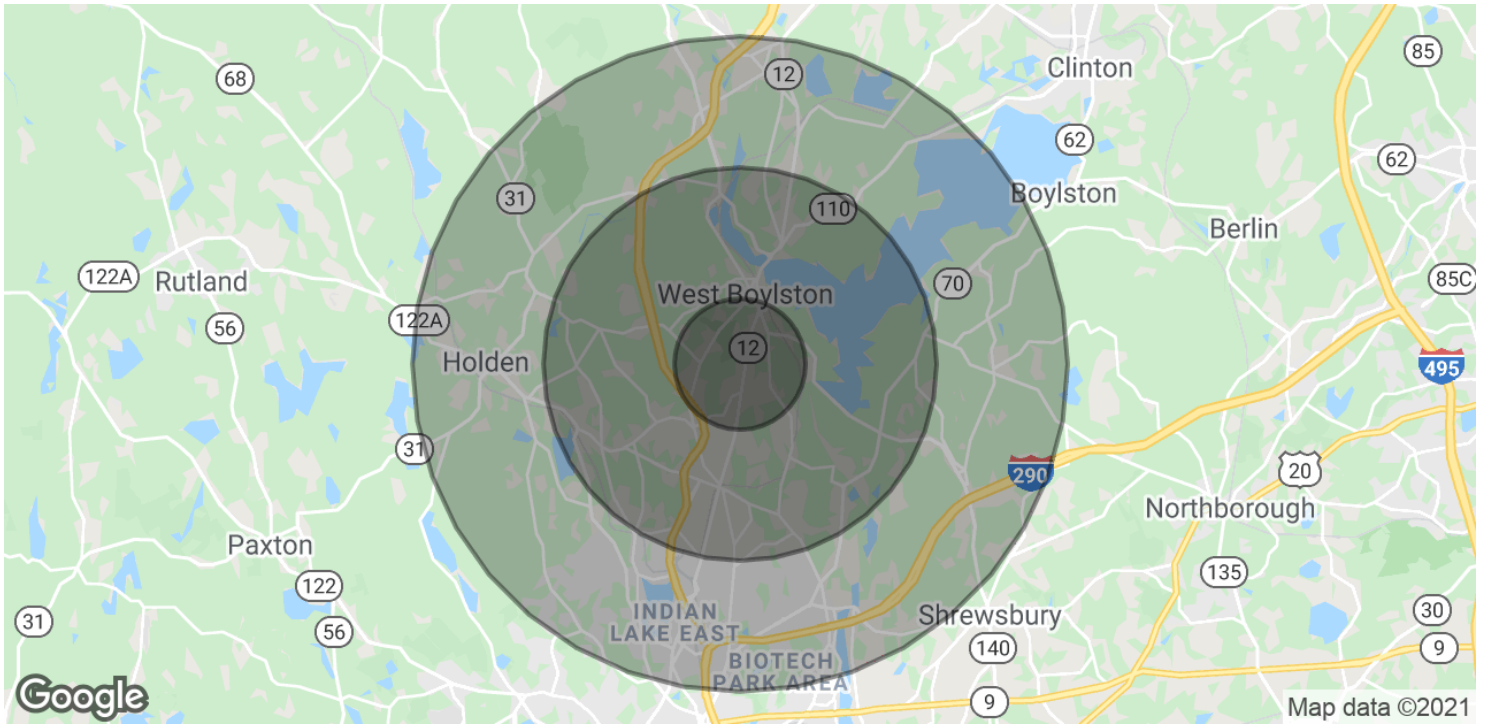 12
Clinton
85
68
62
62
31
Boylston
110
Berlin
122A
Rutland
70
85C
West Boylston
56
122A
12
Holden
495
31
290
20
Northborough
Paxton
135
122
INDIAN
LAKE EAST
Shrewsbury
30
31
56
140
9
BIOTECH
PARK AREA
9
Google
Map data ©2021